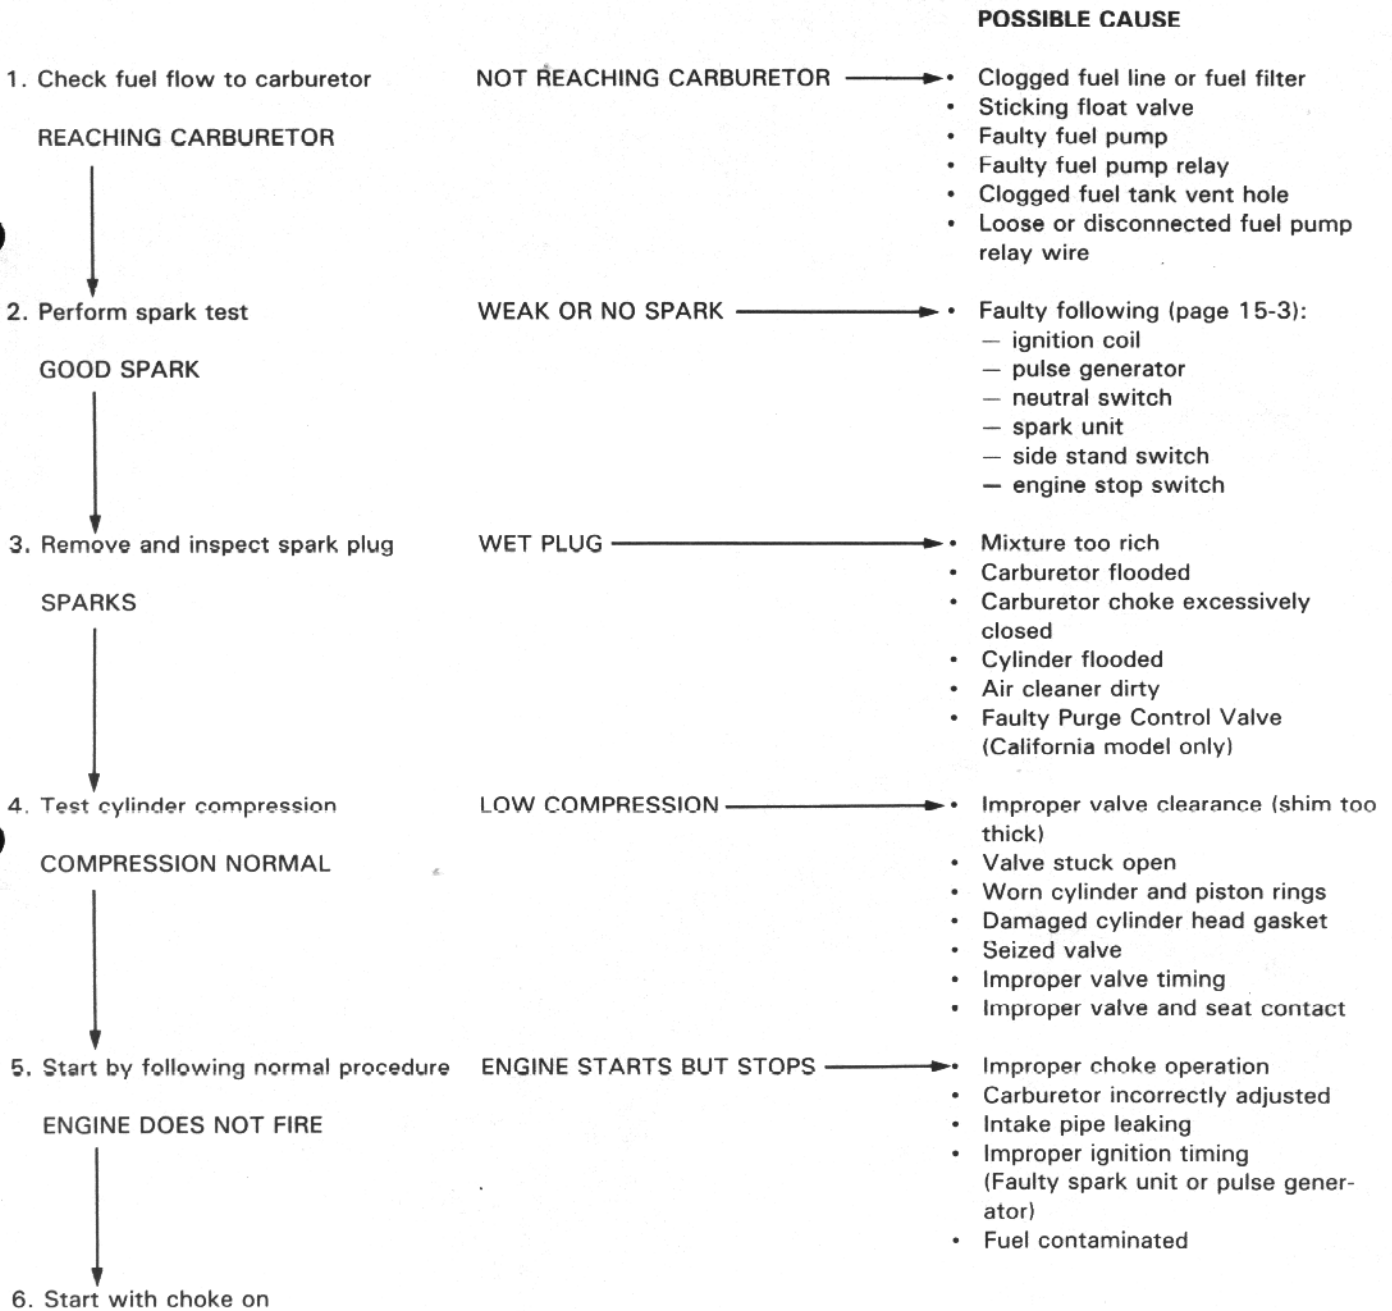 POSSIBLE CAUSE
1. Check fuel flow to carburetor
REACHING CARBURETOR
NOT REACHING CARBURETOR
• Clogged fuel line or fuel filter
• Sticking float valve
• Faulty fuel pump
• Faulty fuel pump relay
• Clogged fuel tank vent hole
• Loose or disconnected fuel pump
relay wire
2. Perform spark test
GOOD SPARK
WEAK OR NO SPARK
• Faulty following (page 15-3):
— ignition coil
— pulse generator
— neutral switch
— spark unit
— side stand switch
— engine stop switch
3. Remove and inspect spark plug
SPARKS
WET PLUG
• Mixture too rich
• Carburetor flooded
• Carburetor choke excessively
closed
• Cylinder flooded
• Air cleaner dirty
• Faulty Purge Control Valve
(California model only)
4. Test cylinder compression
COMPRESSION NORMAL
LOW COMPRESSION
• Improper valve clearance (shim too
thick)
• Valve stuck open
• Worn cylinder and piston rings
• Damaged cylinder head gasket
• Seized valve
• Improper valve timing
• Improper valve and seat contact
5. Start by following normal procedure
ENGINE DOES NOT FIRE
ENGINE STARTS BUT STOPS
• Improper choke operation
• Carburetor incorrectly adjusted
• Intake pipe leaking
• Improper ignition timing
(Faulty spark unit or pulse gener-
ator)
• Fuel contaminated
6. Start with choke on